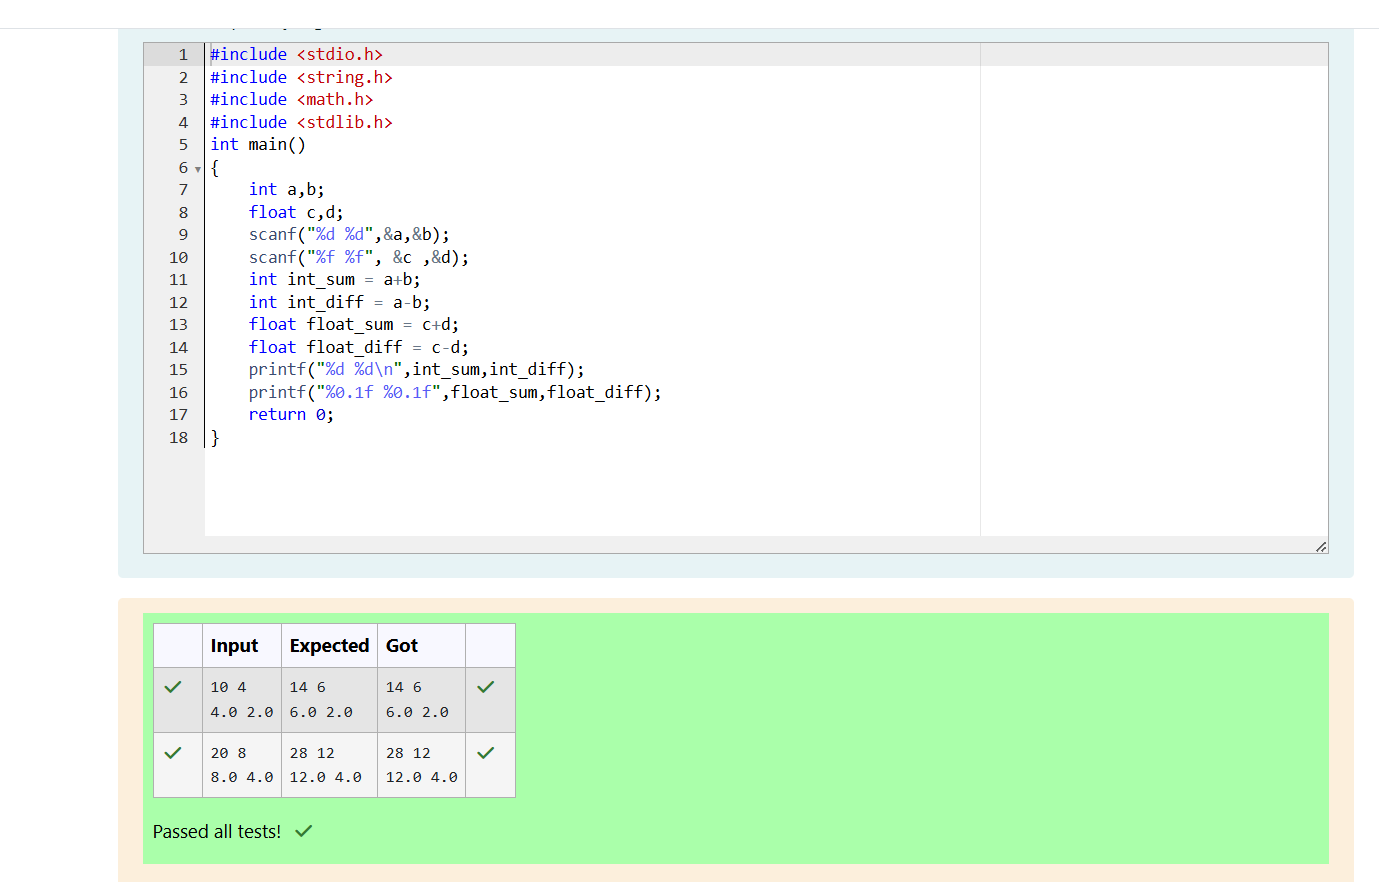 1 #include <stdio.h>
2 #include <string.h>
3 #include <math.h>
4 #include <stdlib.h>
5 int main()
6 {
7     int a,b;
8     float c,d;
9     scanf("%d %d",&a,&b);
10     scanf("%f %f", &c ,&d);
11     int int_sum = a+b;
12     int int_diff = a-b;
13     float float_sum = c+d;
14     float float_diff = c-d;
15     printf("%d %d\n",int_sum,int_diff);
16     printf("%0.1f %0.1f",float_sum,float_diff);
17     return 0;
18 }
Input Expected Got
10 4 14 6 14 6
4.0 2.0 6.0 2.0 6.0 2.0
20 8 28 12 28 12
8.0 4.0 12.0 4.0 12.0 4.0
Passed all tests!